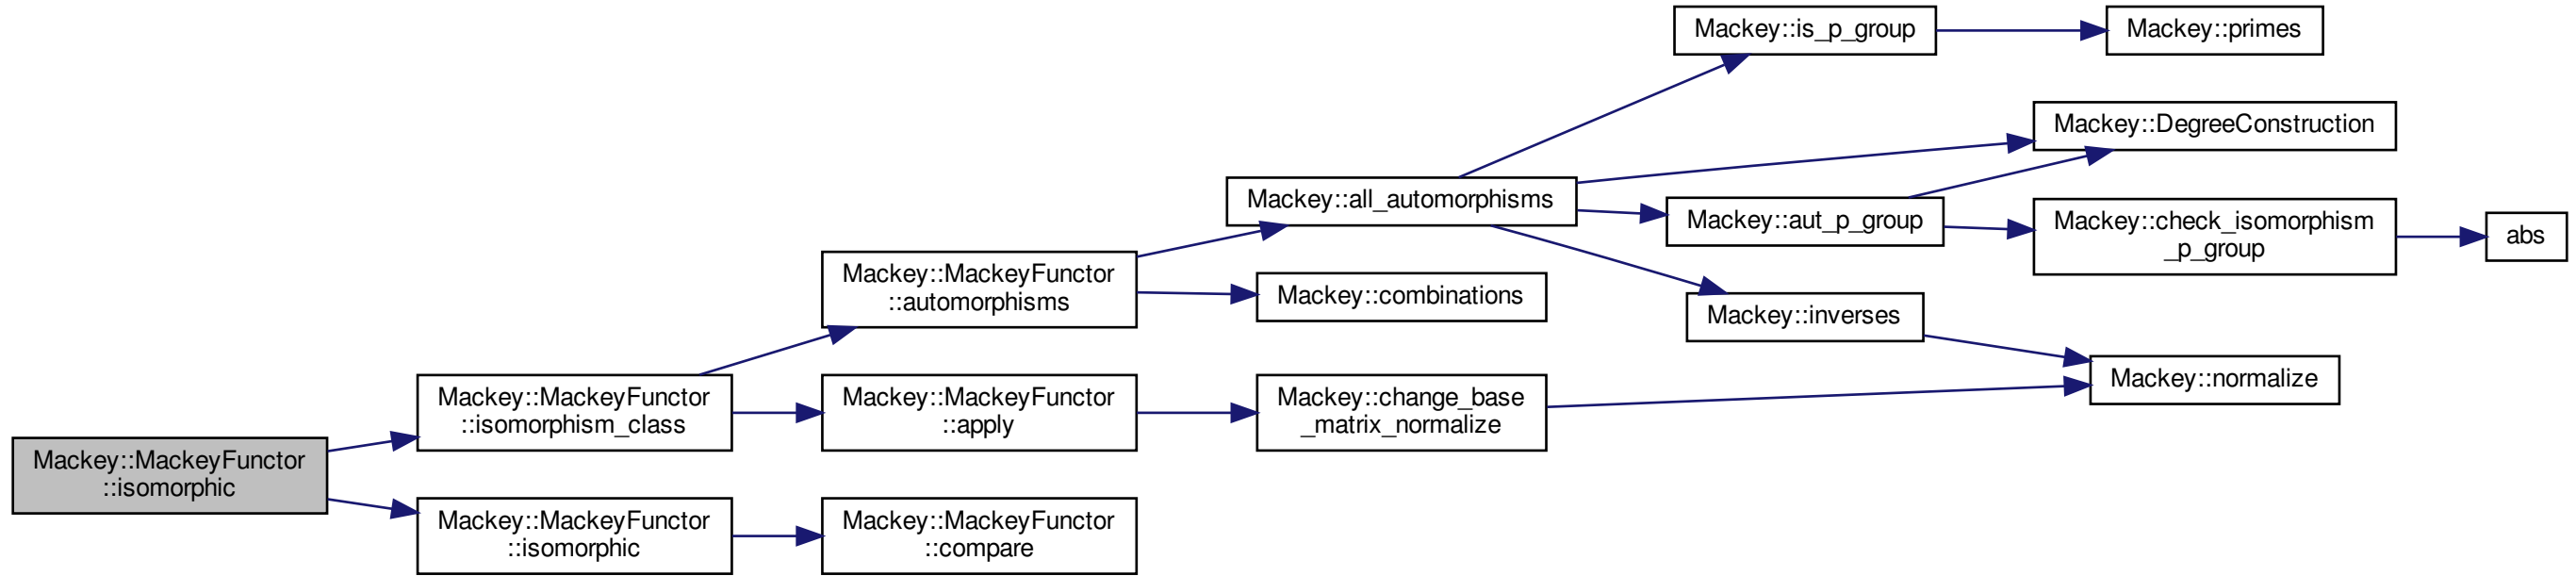 Mackey::MackeyFunctor
::isomorphic
Mackey::MackeyFunctor
::isomorphism_class
Mackey::MackeyFunctor
::automorphisms
Mackey::all_automorphisms
Mackey::is_p_group
Mackey::primes
Mackey::DegreeConstruction
Mackey::aut_p_group
Mackey::check_isomorphism
_p_group
abs
Mackey::inverses
Mackey::normalize
Mackey::combinations
Mackey::MackeyFunctor
::apply
Mackey::change_base
_matrix_normalize
Mackey::MackeyFunctor
::isomorphic
Mackey::MackeyFunctor
::compare